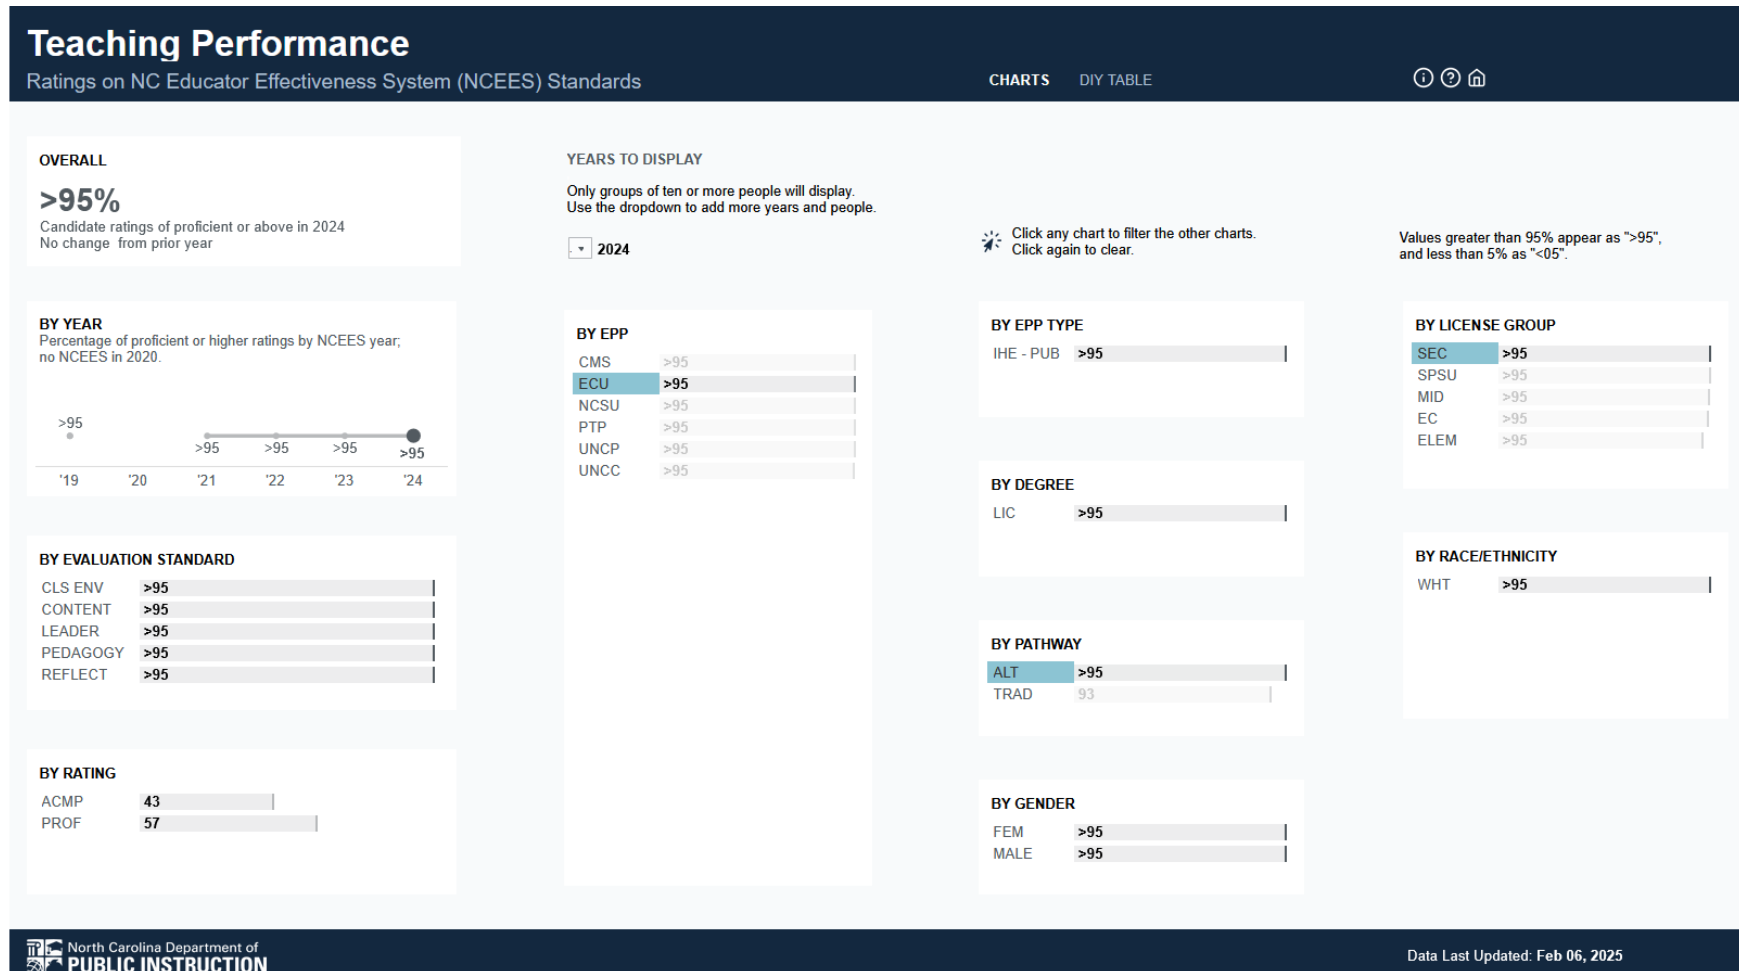 Teaching Performance
Ratings on NC Educator Effectiveness System (NCEES) Standards
CHARTS DIY TABLE
OVERALL
>95%
Candidate ratings of proficient or above in 2024
No change from prior year
YEARS TO DISPLAY
Only groups of ten or more people will display.
Use the dropdown to add more years and people.
2024
Click any chart to filter the other charts.
Click again to clear.
Values greater than 95% appear as ">95",
and less than 5% as "<05".
BY YEAR
Percentage of proficient or higher ratings by NCEES year;
no NCEES in 2020.
>95
>95 >95 >95 >95
'19 '20 '21 '22 '23 '24
BY EVALUATION STANDARD
CLS ENV >95
CONTENT >95
LEADER >95
PEDAGOGY >95
REFLECT >95
BY RATING
ACMP 43
PROF 57
BY EPP
CMS >95
ECU >95
NCSU >95
PTP >95
UNCP >95
UNCC >95
BY EPP TYPE
IHE - PUB >95
BY DEGREE
LIC >95
BY PATHWAY
ALT >95
TRAD 93
BY GENDER
FEM >95
MALE >95
BY LICENSE GROUP
SEC >95
SPSU >95
MID >95
EC >95
ELEM >95
BY RACE/ETHNICITY
WHT >95
North Carolina Department of
PUBLIC INSTRUCTION
Data Last Updated: Feb 06, 2025